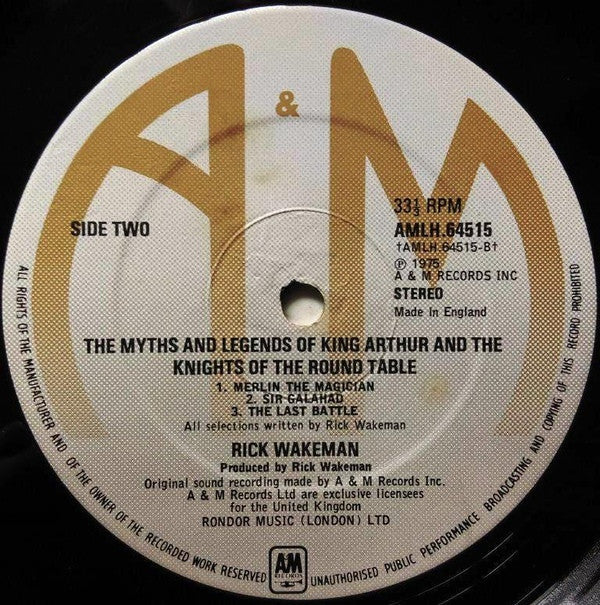 A & M
SIDE TWO
33⅓ RPM
AMLH.64515
†AMLH.64515-B†
℗ 1975
A & M RECORDS INC
STEREO
Made in England
THE MYTHS AND LEGENDS OF KING ARTHUR AND THE
KNIGHTS OF THE ROUND TABLE
1. MERLIN THE MAGICIAN
2. SIR GALAHAD
3. THE LAST BATTLE
All selections written by Rick Wakeman
RICK WAKEMAN
Produced by Rick Wakeman
Original sound recording made by A & M Records Inc.
A & M Records Ltd are exclusive licensees
for the United Kingdom
RONDOR MUSIC (LONDON) LTD
ALL RIGHTS OF THE MANUFACTURER AND OF THE OWNER OF THE RECORDED WORK RESERVED
AM
RECORDS
UNAUTHORISED PUBLIC PERFORMANCE BROADCASTING AND COPYING OF THIS RECORD PROHIBITED